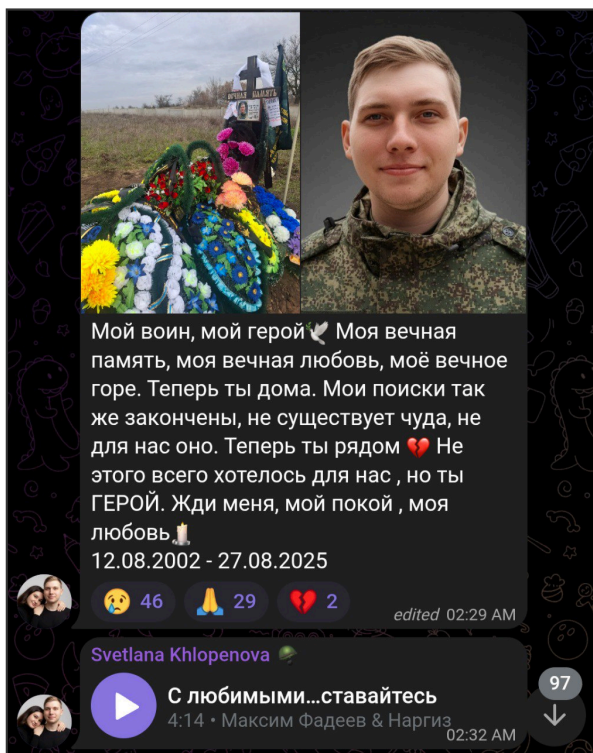 ВЕЧНАЯ ПАМЯТЬ
Мой воин, мой герой🕊 Моя вечная
память, моя вечная любовь, моё вечное
горе. Теперь ты дома. Мои поиски так
же закончены, не существует чуда, не
для нас оно. Теперь ты рядом 💔 Не
этого всего хотелось для нас , но ты
ГЕРОЙ. Жди меня, мой покой , моя
любовь🕯
12.08.2002 - 27.08.2025
😢 46 🙏 29 💔 2 edited 02:29 AM
Svetlana Khlopenova 🪖
С любимыми...ставайтесь
4:14 • Максим Фадеев & Наргиз 02:32 AM
97